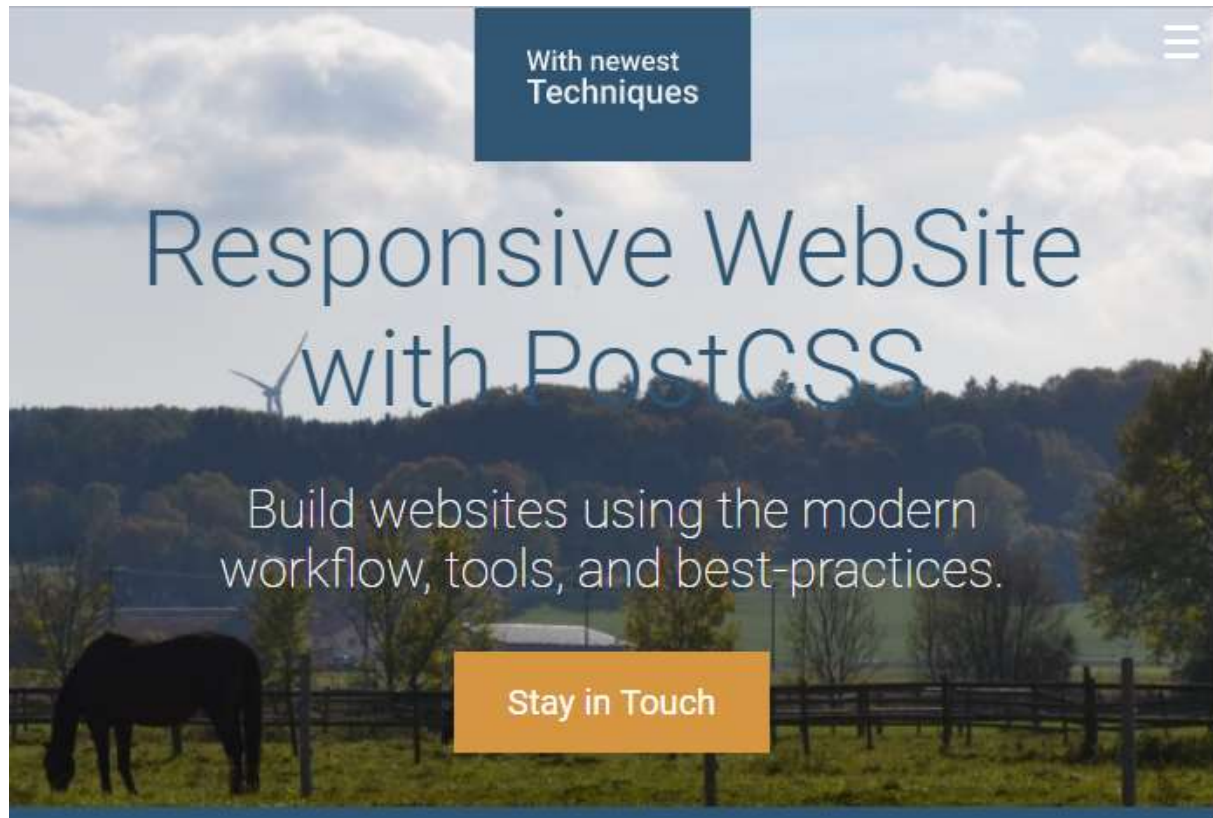 With newest
Techniques
Responsive WebSite
with PostCSS
Build websites using the modern
workflow, tools, and best-practices.
Stay in Touch